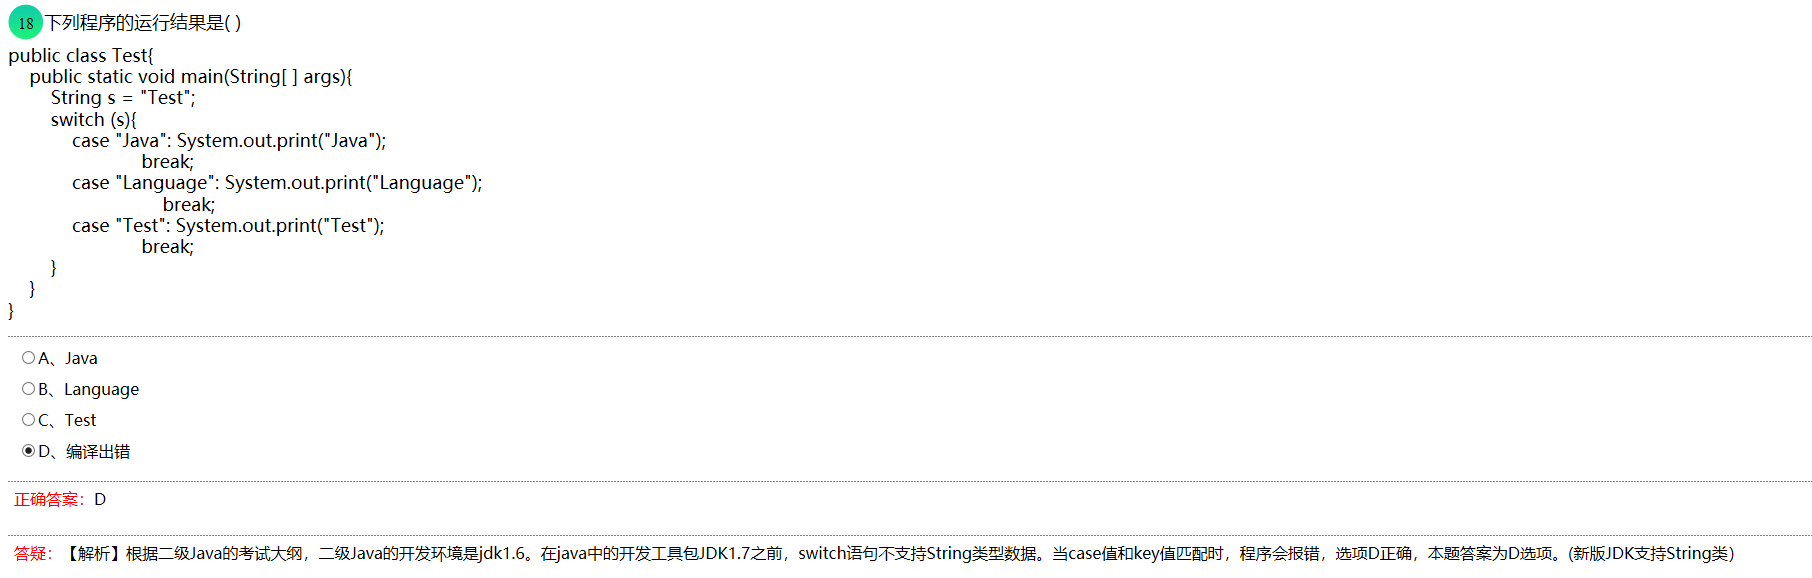 18 下列程序的运行结果是( )
public class Test{
public static void main(String[ ] args){
String s = "Test";
switch (s){
case "Java": System.out.print("Java");
break;
case "Language": System.out.print("Language");
break;
case "Test": System.out.print("Test");
break;
}
}
}
A、Java
B、Language
C、Test
D、编译出错
正确答案：D
答疑：【解析】根据二级Java的考试大纲，二级Java的开发环境是jdk1.6。在java中的开发工具包JDK1.7之前，switch语句不支持String类型数据。当case值和key值匹配时，程序会报错，选项D正确，本题答案为D选项。(新版JDK支持String类）